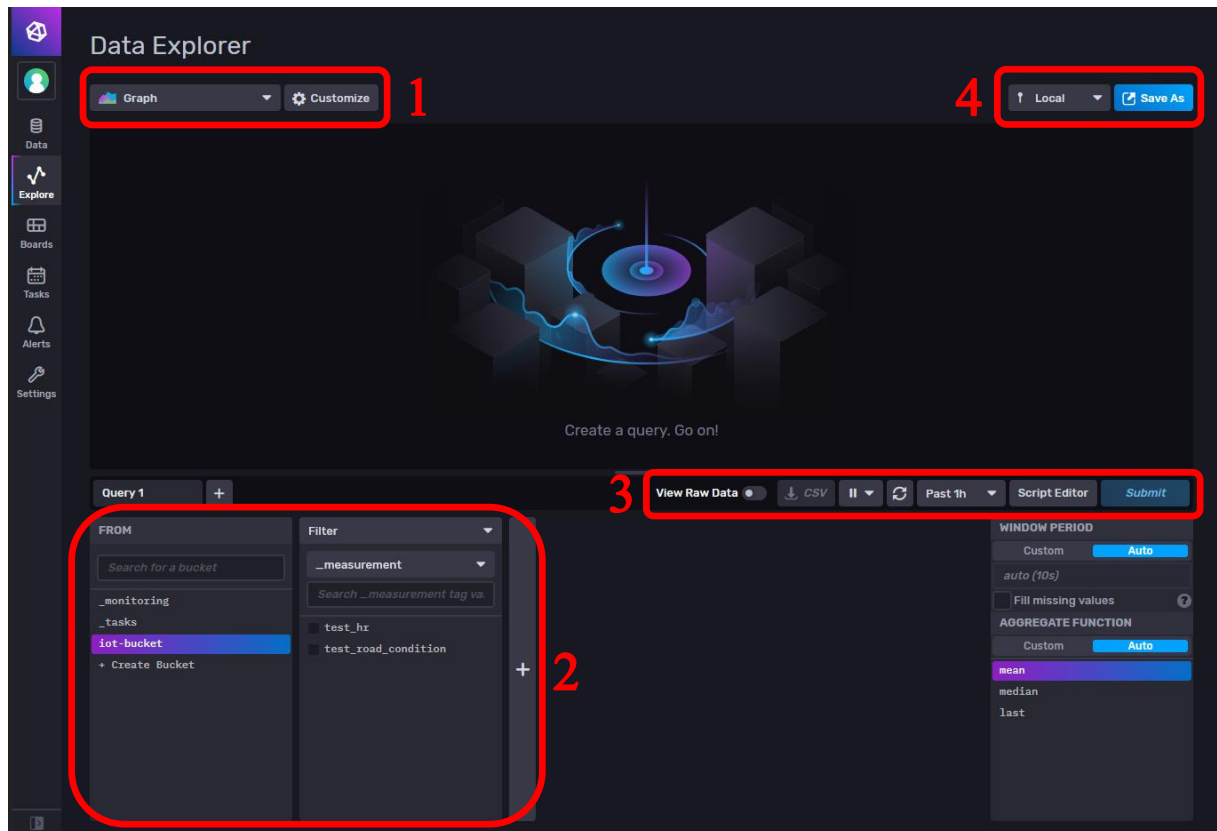 Data Explorer
Graph
Customize
1
4
Local
Save As
Data
Explore
Boards
Tasks
Alerts
Settings
Create a query. Go on!
Query 1
+
3
View Raw Data
CSV
Past 1h
Script Editor
Submit
FROM
Search for a bucket
_monitoring
_tasks
iot-bucket
+ Create Bucket
Filter
_measurement
Search _measurement tag va
test_hr
test_road_condition
+
2
WINDOW PERIOD
Custom
Auto
auto (10s)
Fill missing values
?
AGGREGATE FUNCTION
Custom
Auto
mean
median
last